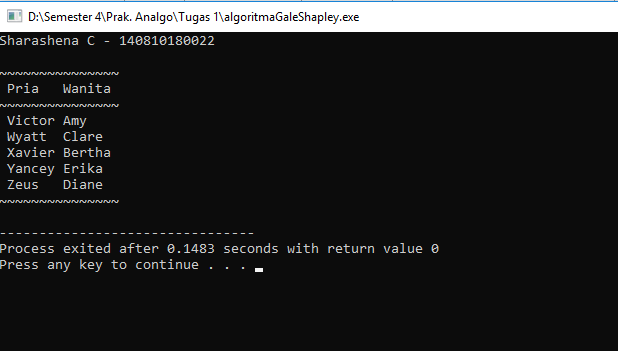 D:\Semester 4\Prak. Analgo\Tugas 1\algoritmaGaleShapley.exe
Sharashena C - 140810180022
~~~~~~~~~~~~~~~
Pria   Wanita
~~~~~~~~~~~~~~~
Victor Amy
Wyatt  Clare
Xavier Bertha
Yancey Erika
Zeus   Diane
~~~~~~~~~~~~~~~
--------------------------------
Process exited after 0.1483 seconds with return value 0
Press any key to continue . . .